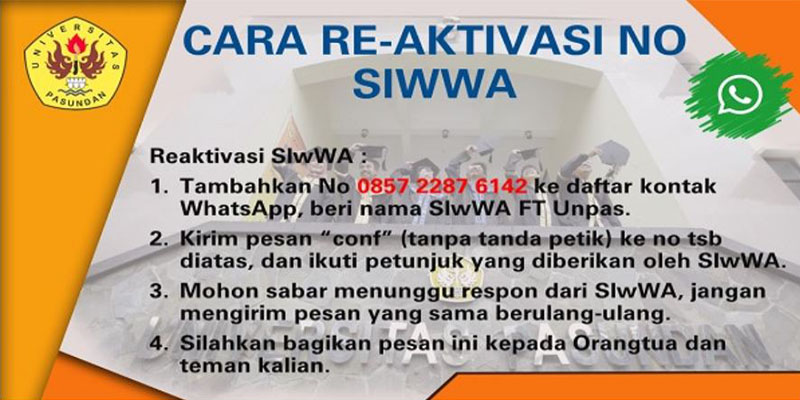 UNIVERSITAS
PASUNDAN
CARA RE-AKTIVASI NO
SIWWA
Reaktivasi SIwWA :
1. Tambahkan No 0857 2287 6142 ke daftar kontak
WhatsApp, beri nama SIwWA FT Unpas.
2. Kirim pesan “conf” (tanpa tanda petik) ke no tsb
diatas, dan ikuti petunjuk yang diberikan oleh SIwWA.
3. Mohon sabar menunggu respon dari SIwWA, jangan
mengirim pesan yang sama berulang-ulang.
4. Silahkan bagikan pesan ini kepada Orangtua dan
teman kalian.
UNIVERSITAS PASUNDAN